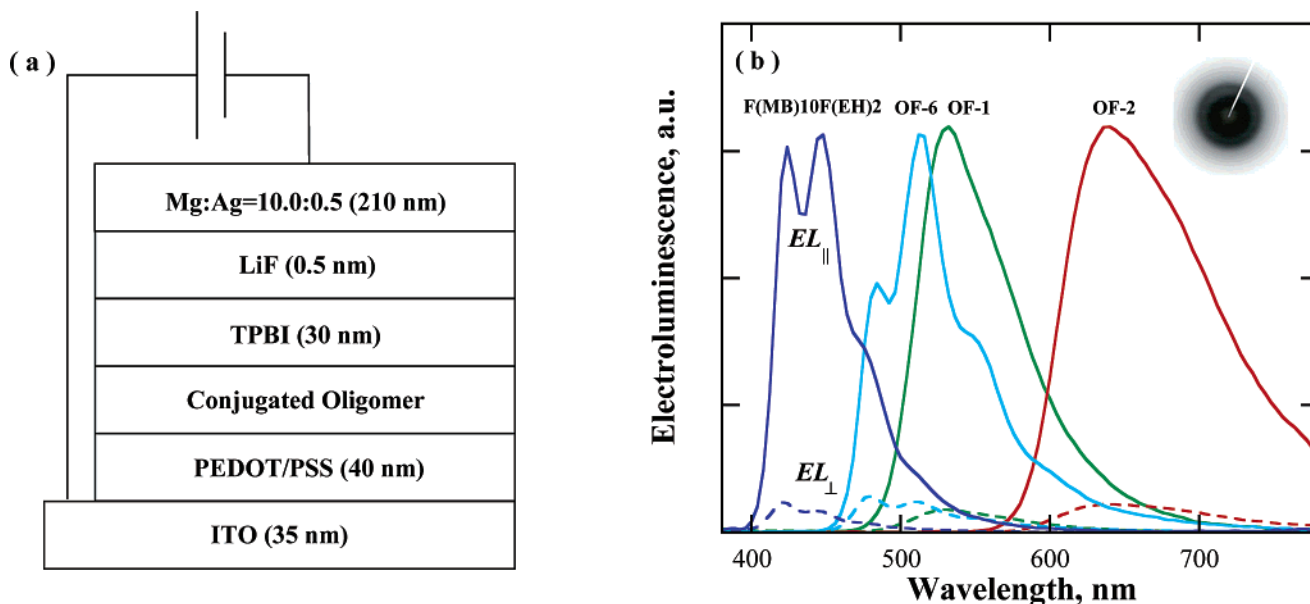 ( a )
Mg:Ag=10.0:0.5 (210 nm)
LiF (0.5 nm)
TPBI (30 nm)
Conjugated Oligomer
PEDOT/PSS (40 nm)
ITO (35 nm)
( b )
F(MB)10F(EH)2 OF-6 OF-1 OF-2
EL||
EL⊥
Electroluminescence, a.u.
400 500 600 700
Wavelength, nm